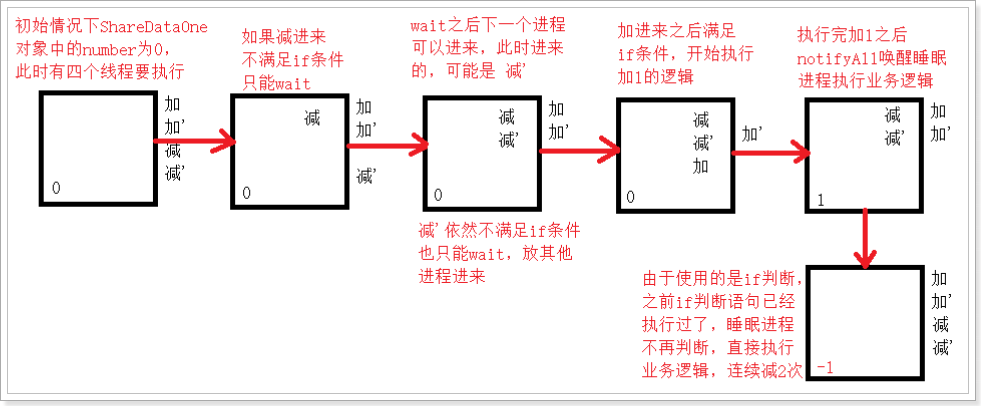 初始情况下ShareDataOne
对象中的number为0,
此时有四个线程要执行
加
加'
减
减'
0
如果减进来
不满足if条件
只能wait
减
加
加'
减'
0
wait之后下一个进程
可以进来，此时进来
的，可能是 减'
减
减'
加
加'
0
减'依然不满足if条件
也只能wait，放其他
进程进来
加进来之后满足
if条件，开始执行
加1的逻辑
减
减'
加
加'
0
执行完加1之后
notifyAll唤醒睡眠
进程执行业务逻辑
减
减'
加
加'
1
由于使用的是if判断，
之前if判断语句已经
执行过了，睡眠进程
不再判断，直接执行
业务逻辑，连续减2次
加
加'
减
减'
-1